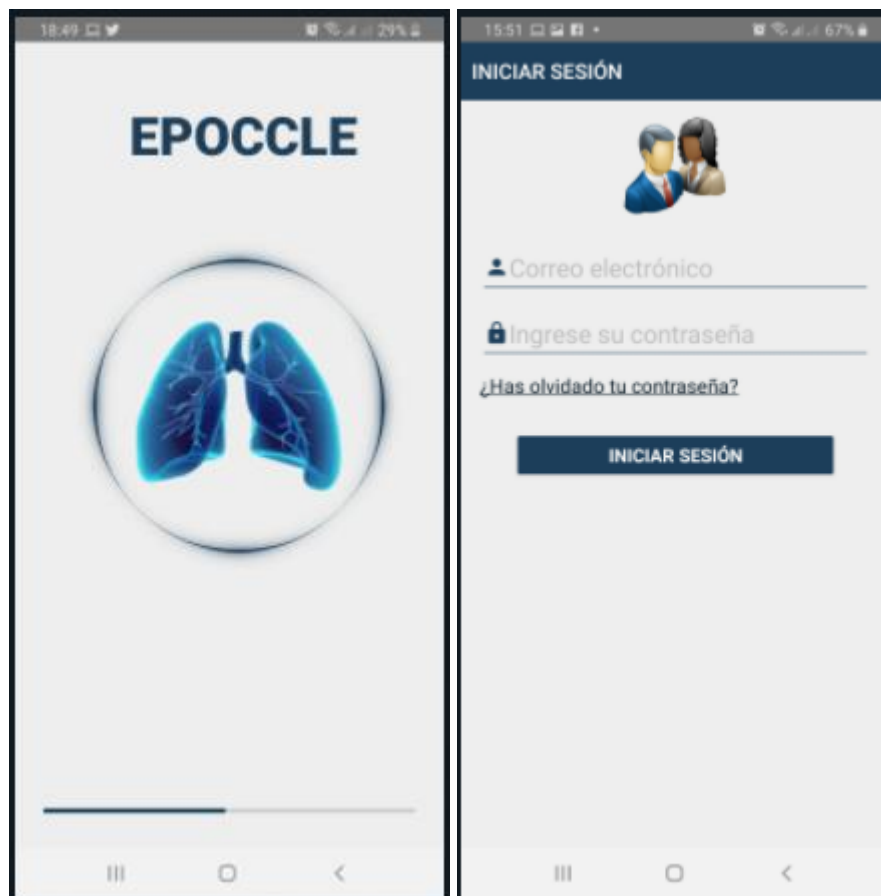 18:49
29%
EPOCCLE
15:51
67%
INICIAR SESIÓN
Correo electrónico
Ingrese su contraseña
¿Has olvidado tu contraseña?
INICIAR SESIÓN